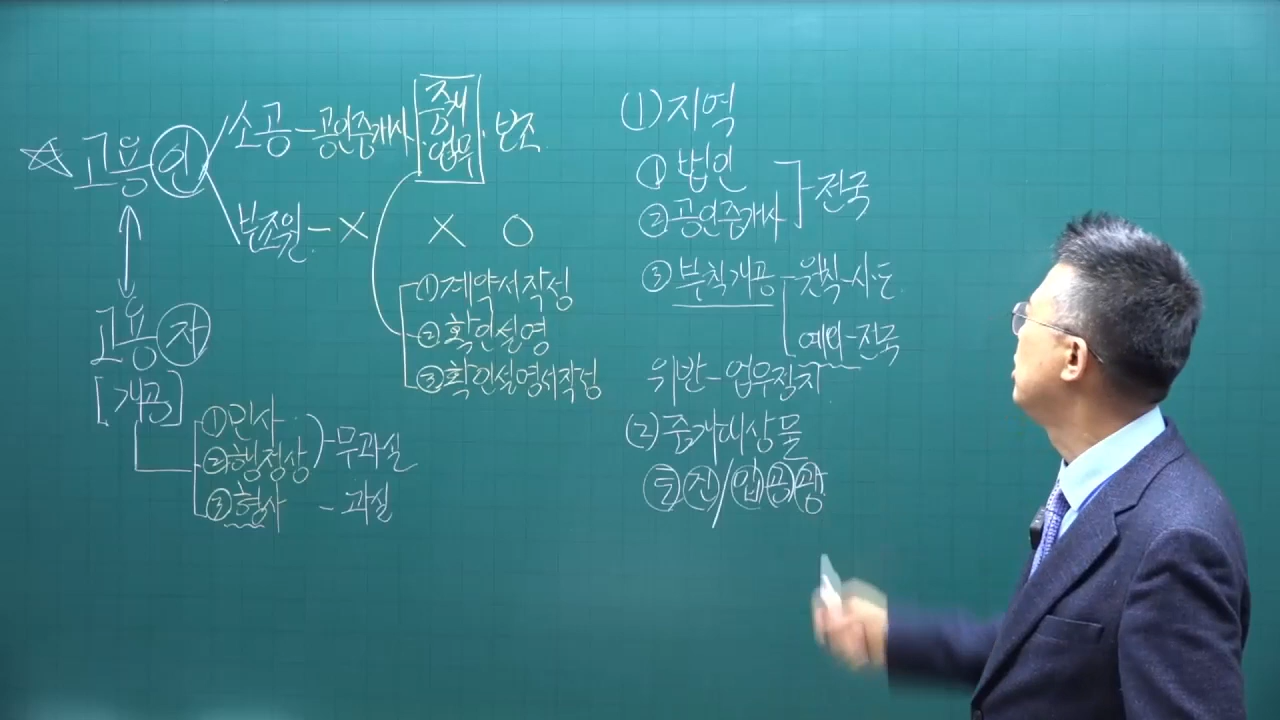 ☆ 고용인
소공 - 공인중개사 · 중개업무 · 보조
보조원 - X X O
① 계약서작성
② 확인설명
③ 확인설명서작성
고용자
[개공]
① 민사
② 행정상
- 무과실
③ 형사 - 과실
(1) 지역
① 법인
② 공인중개사
전국
③ 부칙개공 - 원칙-시·도
예외-전국
위반 - 업무정지
(2) 중개대상물
토 건 / 입 공 광